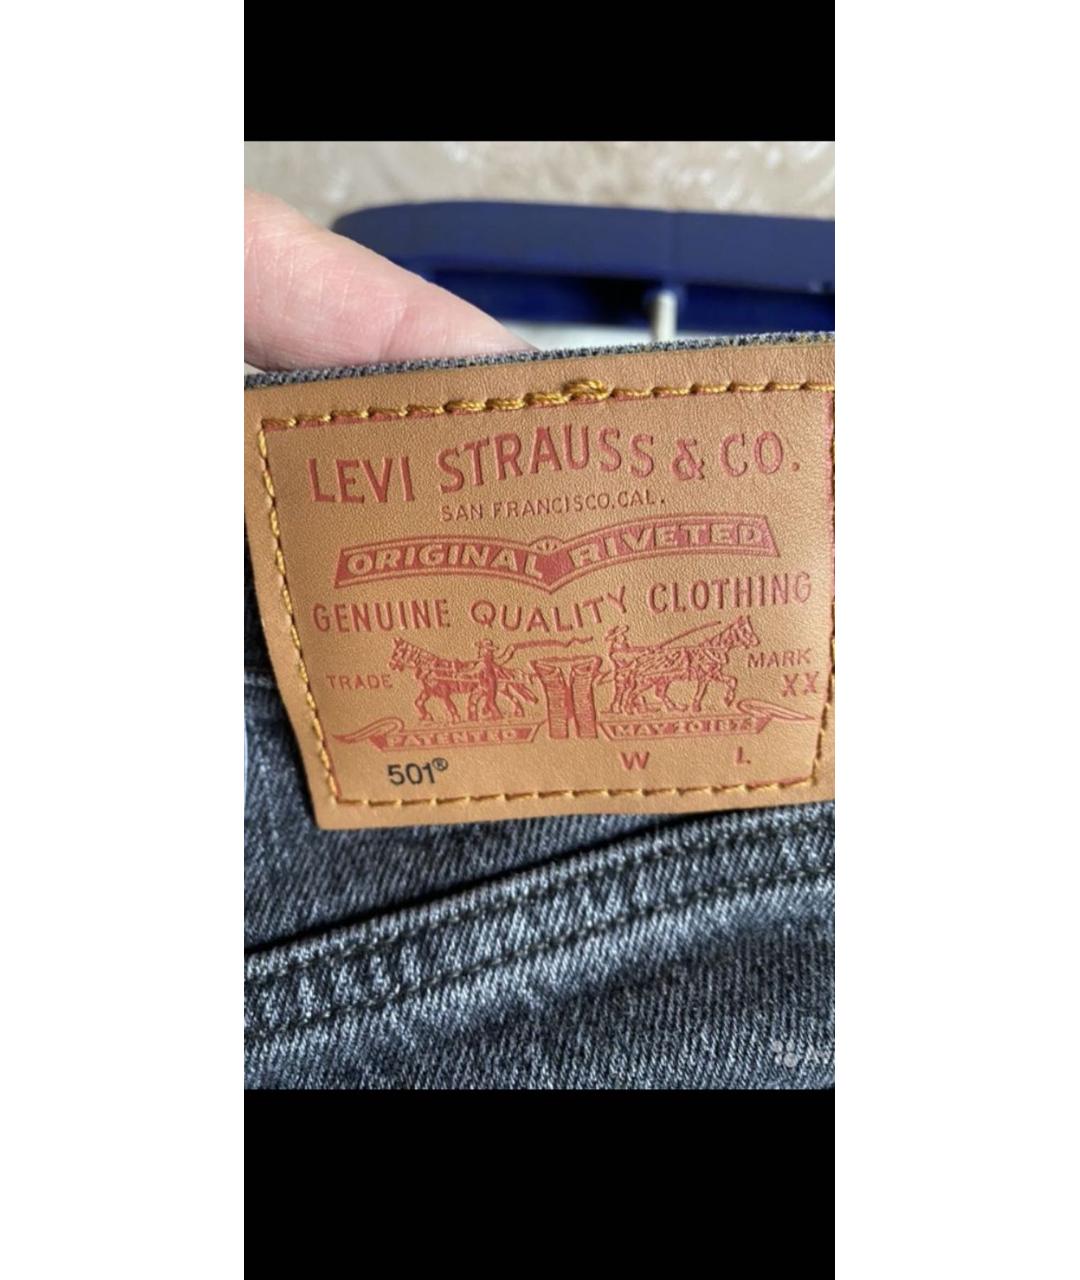 LEVI STRAUSS & CO.
SAN FRANCISCO, CAL.
ORIGINAL RIVETED
GENUINE QUALITY CLOTHING
TRADE MARK
XX
PATENTED MAY 20 1873
501® W L